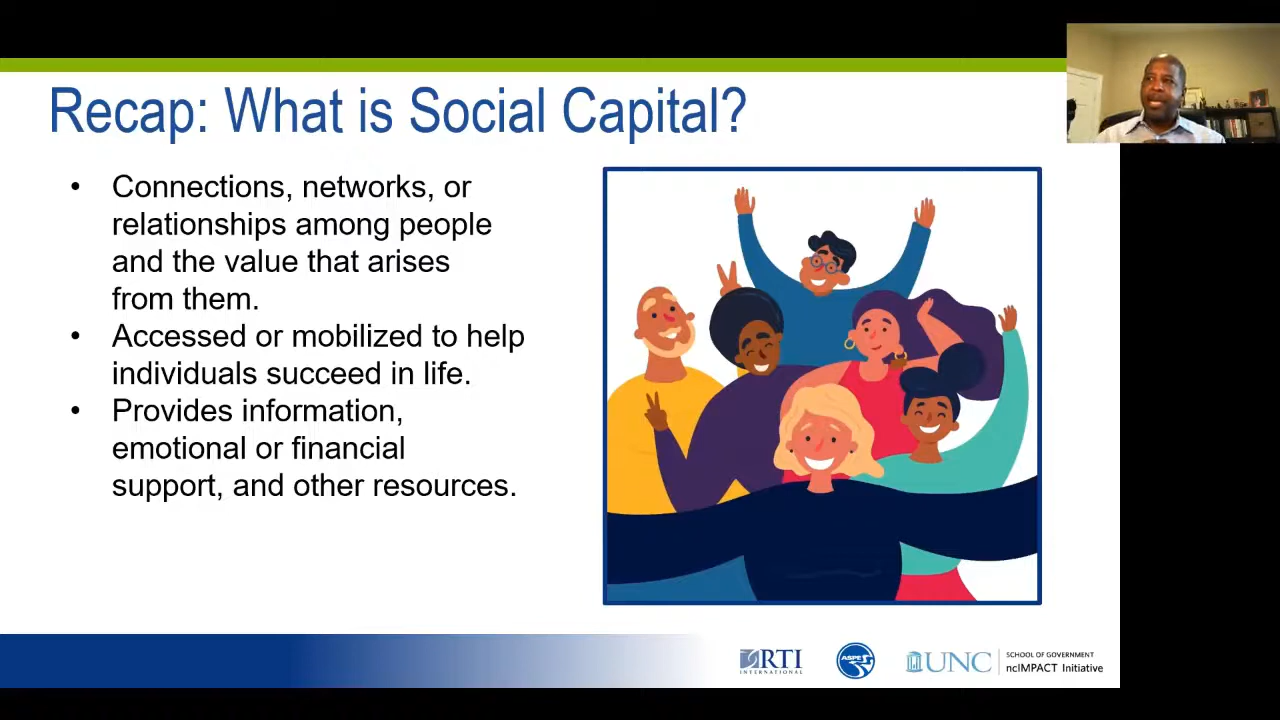 Recap: What is Social Capital?
• Connections, networks, or
relationships among people
and the value that arises
from them.
• Accessed or mobilized to help
individuals succeed in life.
• Provides information,
emotional or financial
support, and other resources.
RTI
INTERNATIONAL
ASPE
UNC
SCHOOL OF GOVERNMENT
ncIMPACT Initiative